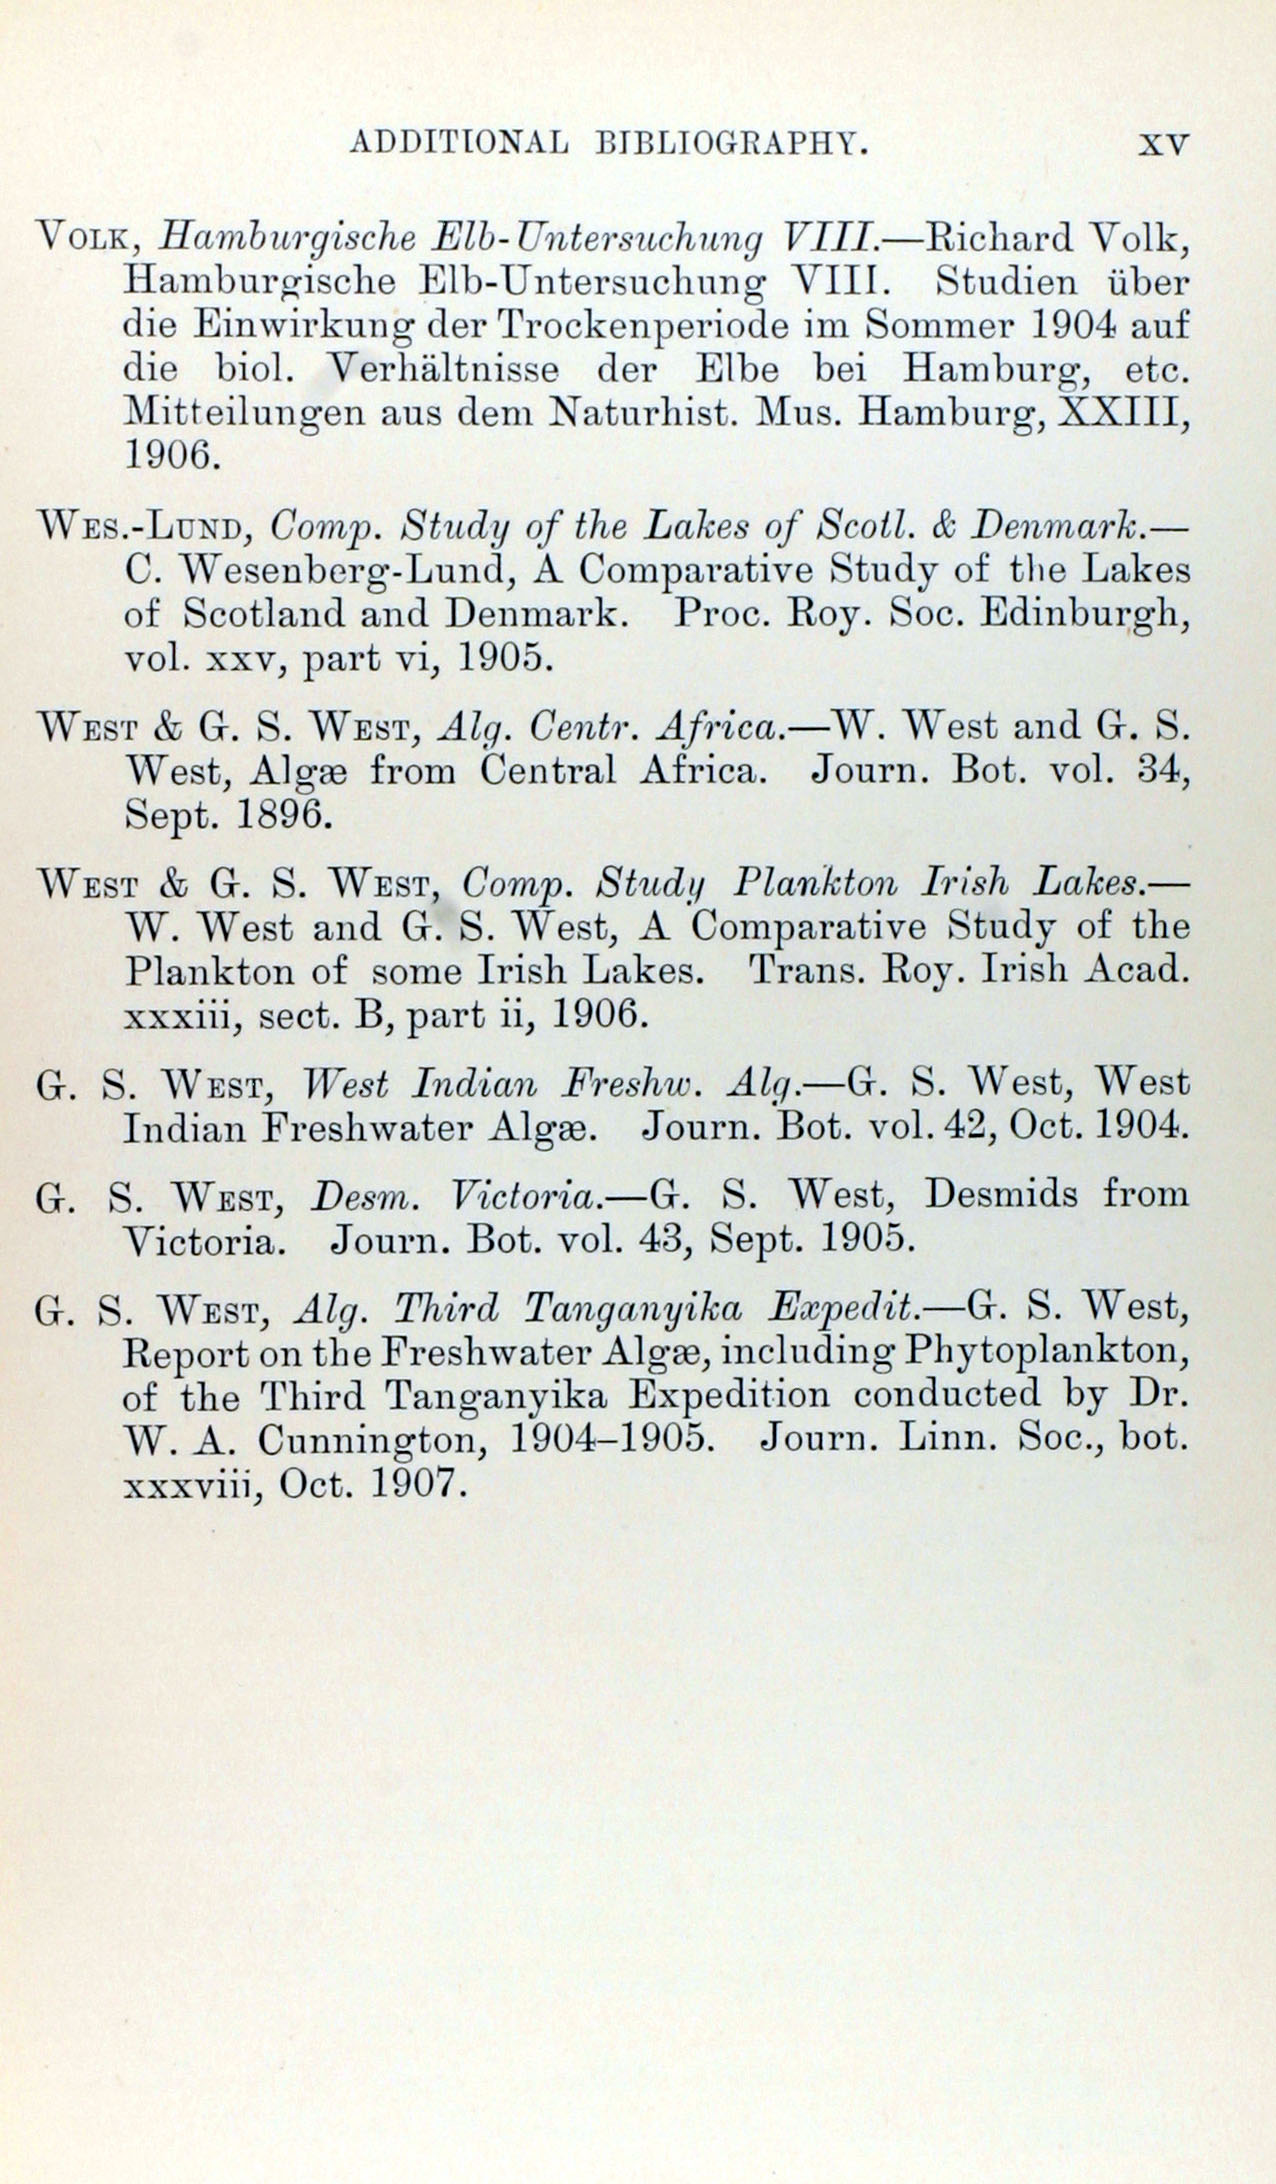 ADDITIONAL BIBLIOGRAPHY. XV
VOLK, Hamburgische Elb-Untersuchung VIII.—Richard Volk,
Hamburgische Elb-Untersuchung VIII. Studien über
die Einwirkung der Trockenperiode im Sommer 1904 auf
die biol. Verhältnisse der Elbe bei Hamburg, etc.
Mitteilungen aus dem Naturhist. Mus. Hamburg, XXIII,
1906.
WES.-LUND, Comp. Study of the Lakes of Scotl. & Denmark.—
C. Wesenberg-Lund, A Comparative Study of the Lakes
of Scotland and Denmark. Proc. Roy. Soc. Edinburgh,
vol. xxv, part vi, 1905.
WEST & G. S. WEST, Alg. Centr. Africa.—W. West and G. S.
West, Algæ from Central Africa. Journ. Bot. vol. 34,
Sept. 1896.
WEST & G. S. WEST, Comp. Study Plankton Irish Lakes.—
W. West and G. S. West, A Comparative Study of the
Plankton of some Irish Lakes. Trans. Roy. Irish Acad.
xxxiii, sect. B, part ii, 1906.
G. S. WEST, West Indian Freshw. Alg.—G. S. West, West
Indian Freshwater Algæ. Journ. Bot. vol. 42, Oct. 1904.
G. S. WEST, Desm. Victoria.—G. S. West, Desmids from
Victoria. Journ. Bot. vol. 43, Sept. 1905.
G. S. WEST, Alg. Third Tanganyika Expedit.—G. S. West,
Report on the Freshwater Algæ, including Phytoplankton,
of the Third Tanganyika Expedition conducted by Dr.
W. A. Cunnington, 1904–1905. Journ. Linn. Soc., bot.
xxxviii, Oct. 1907.